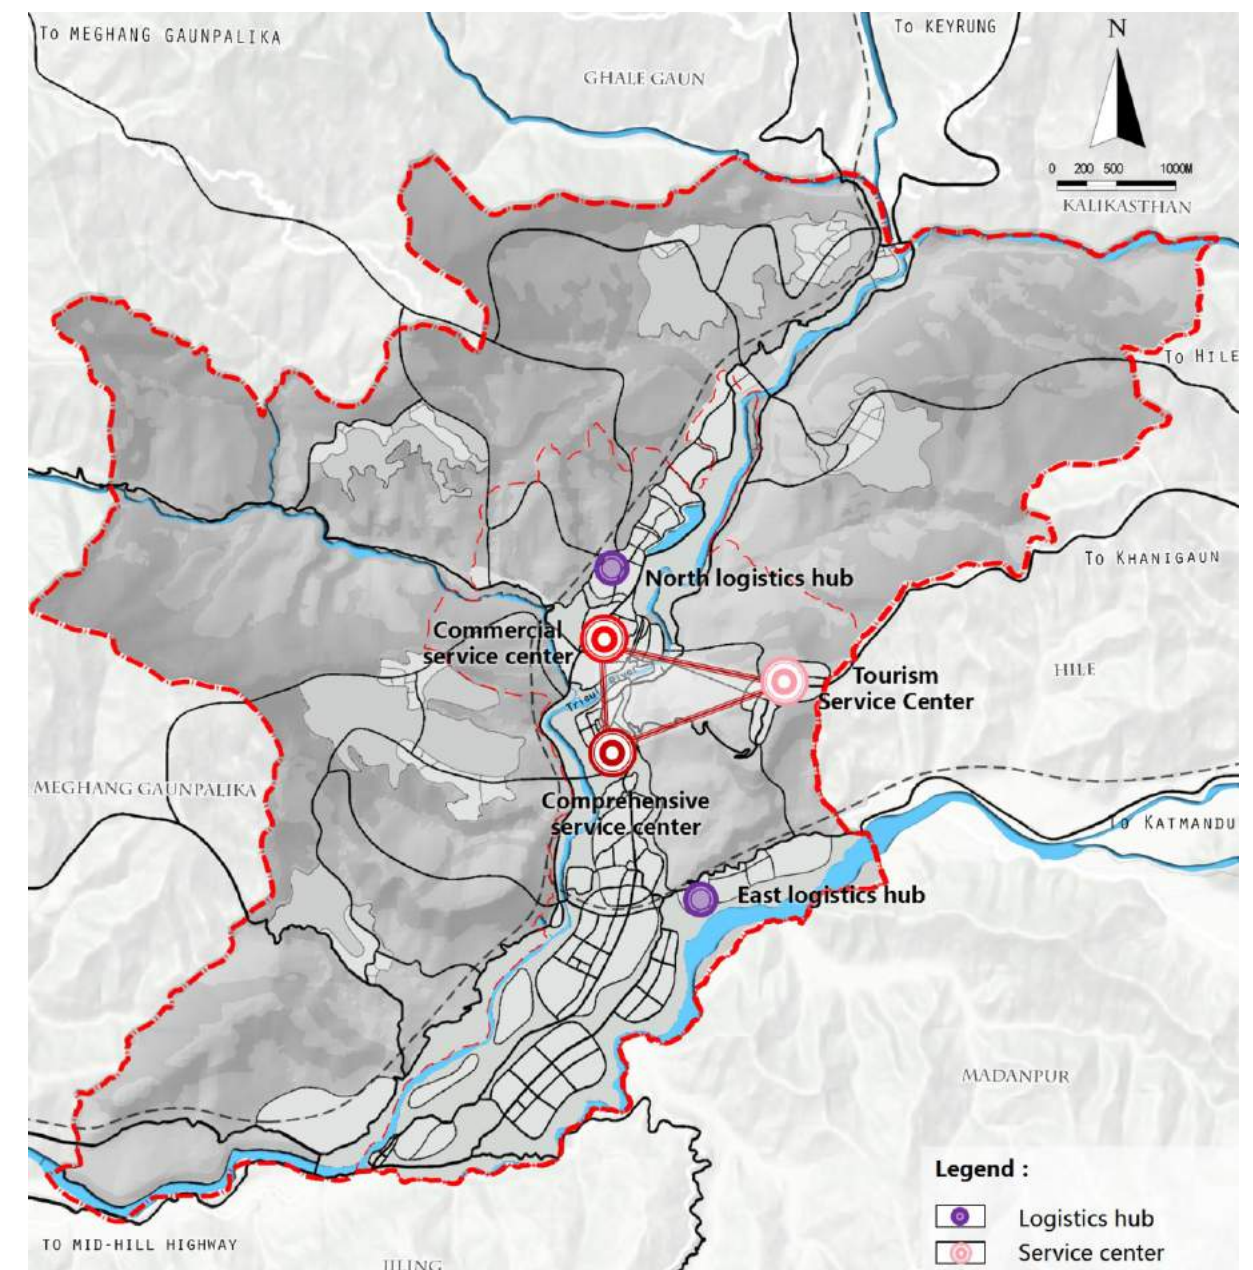 To MEGHANG GAUNPALIKA
To KEYRUNG
N
GHALE GAUN
0 200 500 1000M
KALIKASTHAN
To HILE
To KHANIGAUN
North logistics hub
Commercial
service center
Tourism
Service Center
HILE
Trisuli River
MEGHANG GAUNPALIKA
Comprehensive
service center
To KATMANDU
East logistics hub
MADANPUR
Legend :
Logistics hub
Service center
TO MID-HILL HIGHWAY
JILING